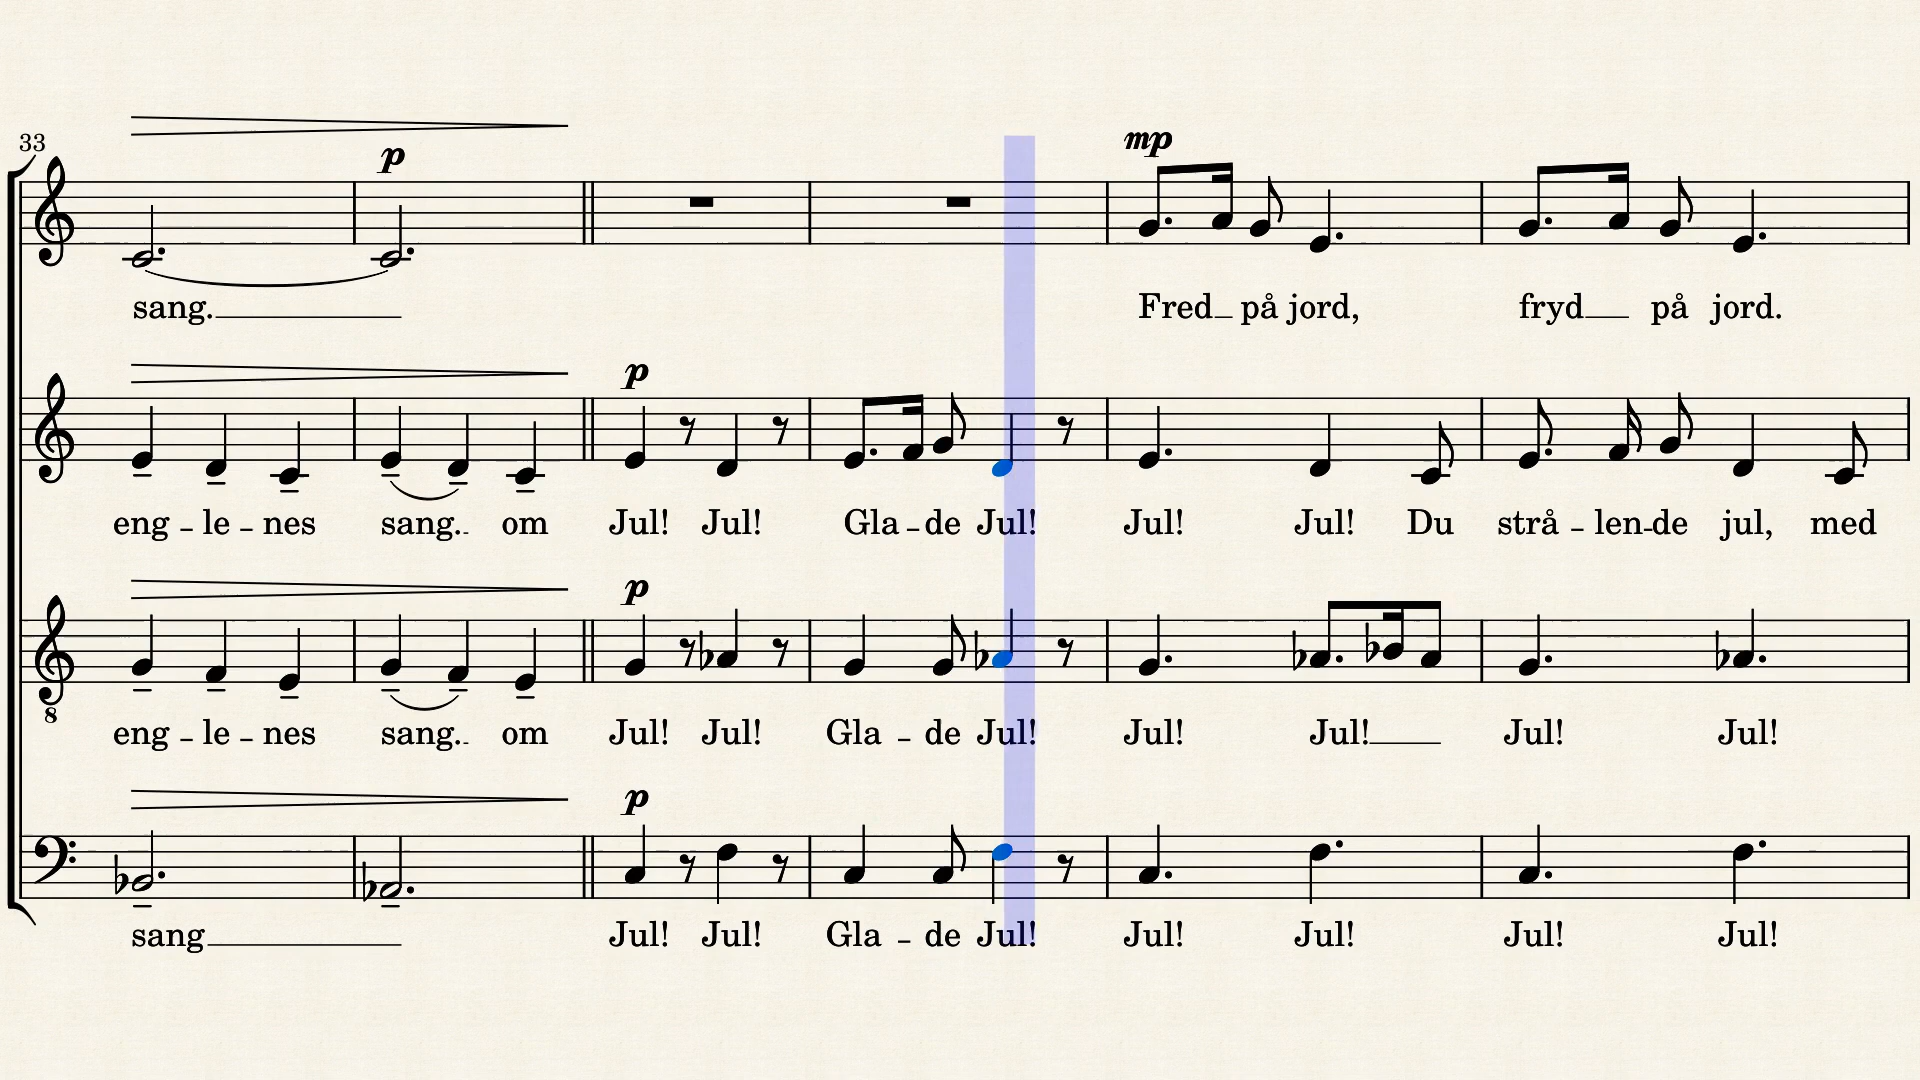 33
p
mp
sang. Fred på jord, fryd på jord.
p
eng - le - nes sang. om Jul! Jul! Gla - de Jul! Jul! Jul! Du strå - len - de jul, med
p
8
eng - le - nes sang. om Jul! Jul! Gla - de Jul! Jul! Jul! Jul! Jul!
p
sang Jul! Jul! Gla - de Jul! Jul! Jul! Jul! Jul!